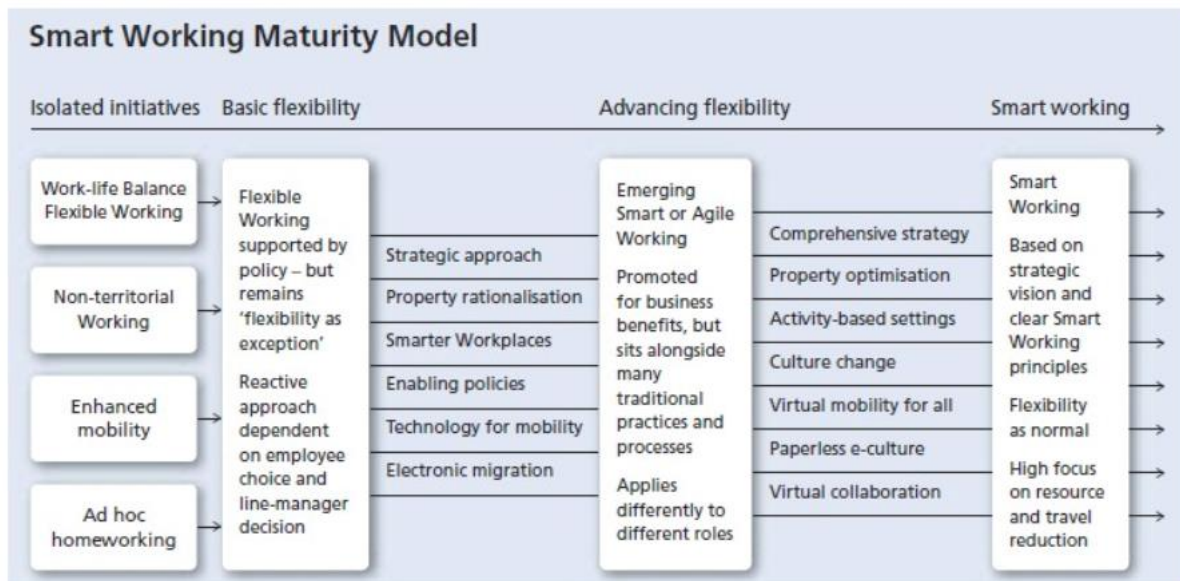 Smart Working Maturity Model
Isolated initiatives
Basic flexibility
Advancing flexibility
Smart working
Work-life Balance
Flexible Working
Non-territorial
Working
Enhanced
mobility
Ad hoc
homeworking
Flexible
Working
supported by
policy – but
remains
‘flexibility as
exception’
Reactive
approach
dependent
on employee
choice and
line-manager
decision
Strategic approach
Property rationalisation
Smarter Workplaces
Enabling policies
Technology for mobility
Electronic migration
Emerging
Smart or Agile
Working
Promoted
for business
benefits, but
sits alongside
many
traditional
practices and
processes
Applies
differently to
different roles
Comprehensive strategy
Property optimisation
Activity-based settings
Culture change
Virtual mobility for all
Paperless e-culture
Virtual collaboration
Smart
Working
Based on
strategic
vision and
clear Smart
Working
principles
Flexibility
as normal
High focus
on resource
and travel
reduction